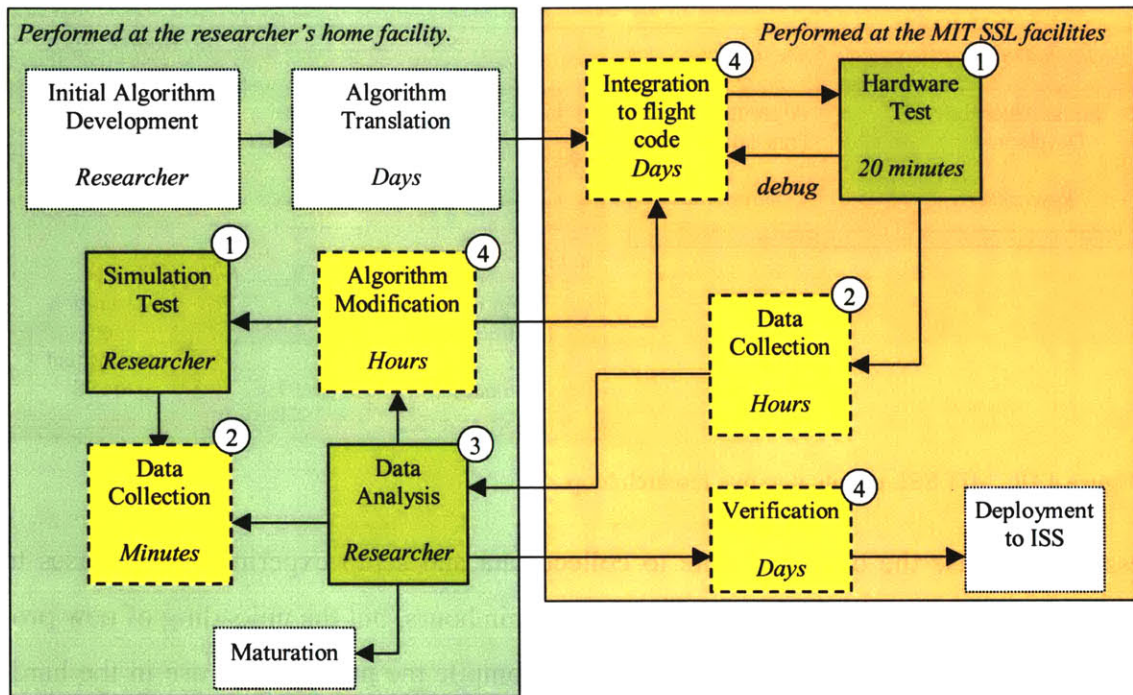 Performed at the researcher's home facility.
Initial Algorithm
Development
Researcher
Algorithm
Translation
Days
1
Simulation
Test
Researcher
4
Algorithm
Modification
Hours
2
Data
Collection
Minutes
3
Data
Analysis
Researcher
Maturation
Performed at the MIT SSL facilities
4
Integration
to flight
code
Days
1
Hardware
Test
20 minutes
debug
2
Data
Collection
Hours
4
Verification
Days
Deployment
to ISS